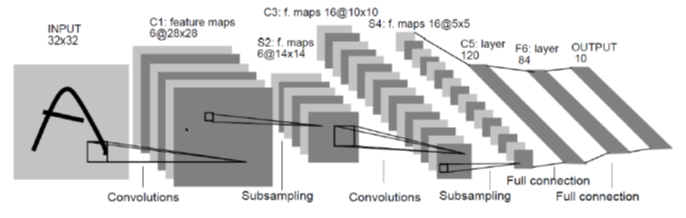 INPUT
32x32
C1: feature maps
6@28x28
S2: f. maps
6@14x14
C3: f. maps 16@10x10
S4: f. maps 16@5x5
C5: layer
120
F6: layer
84
OUTPUT
10
Convolutions
Subsampling
Convolutions
Subsampling
Full connection
Full connection